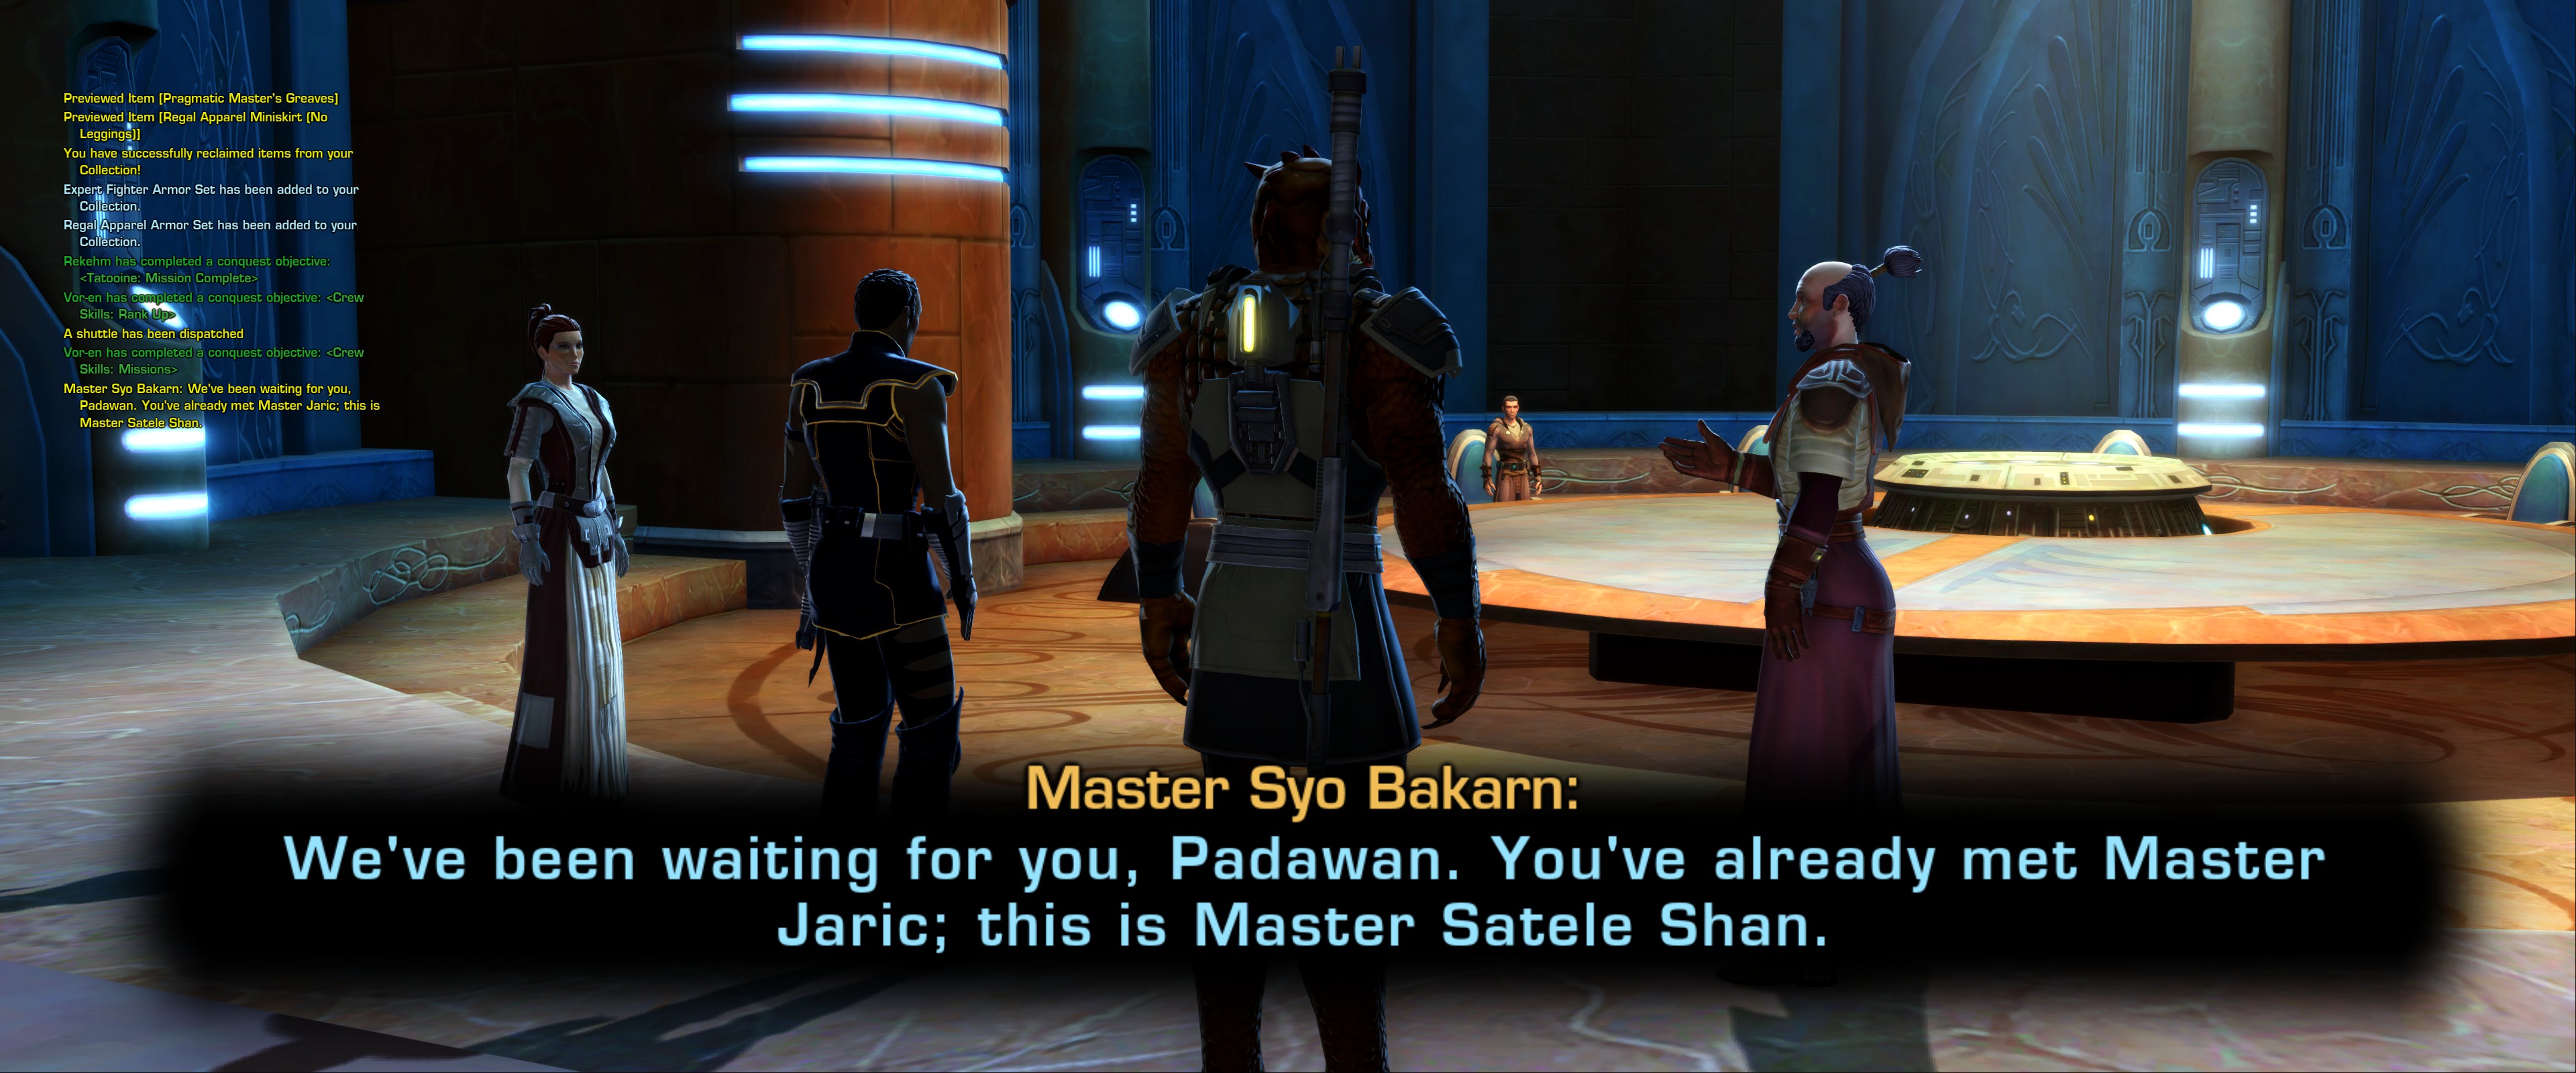 Previewed Item [Pragmatic Master's Greaves]
Previewed Item [Regal Apparel Miniskirt (No
Leggings)]
You have successfully reclaimed items from your
Collection!
Expert Fighter Armor Set has been added to your
Collection.
Regal Apparel Armor Set has been added to your
Collection.
Rekehm has completed a conquest objective:
<Tatooine: Mission Complete>
Vor-en has completed a conquest objective: <Crew
Skills: Rank Up>
A shuttle has been dispatched
Vor-en has completed a conquest objective: <Crew
Skills: Missions>
Master Syo Bakarn: We've been waiting for you,
Padawan. You've already met Master Jaric; this is
Master Satele Shan.
Master Syo Bakarn:
We've been waiting for you, Padawan. You've already met Master
Jaric; this is Master Satele Shan.